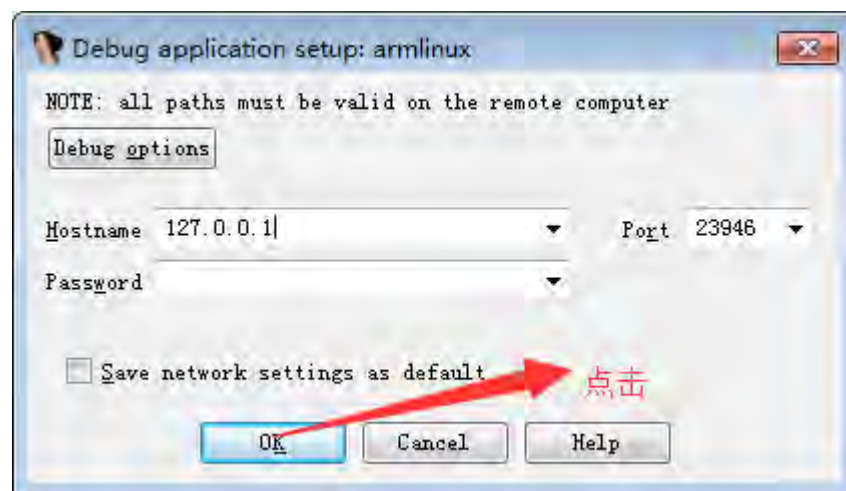 Debug application setup: armlinux
NOTE: all paths must be valid on the remote computer
Debug options
Hostname 127.0.0.1 Port 23946
Password
Save network settings as default
点击
OK Cancel Help